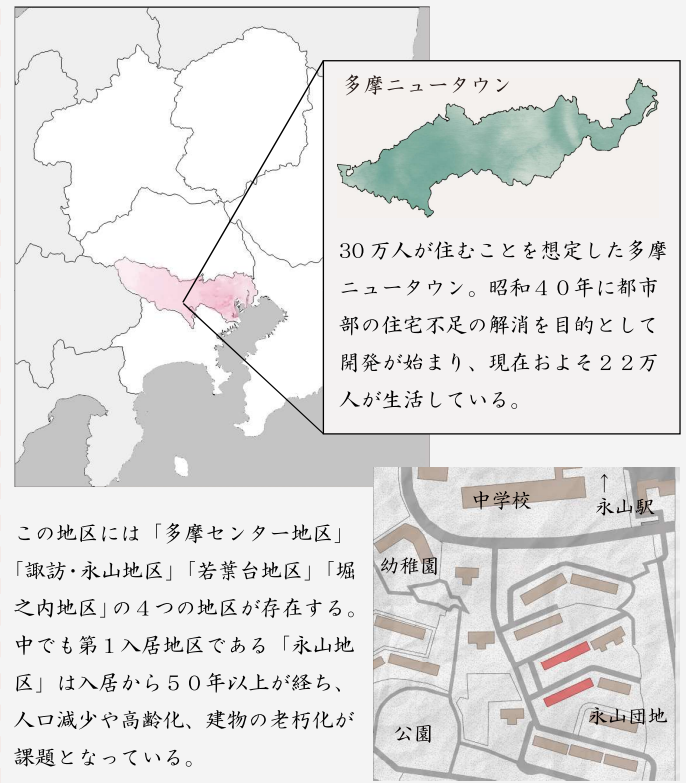 多摩ニュータウン
30万人が住むことを想定した多摩
ニュータウン。昭和４０年に都市
部の住宅不足の解消を目的として
開発が始まり、現在およそ２２万
人が生活している。
この地区には「多摩センター地区」
「諏訪・永山地区」「若葉台地区」「堀
之内地区」の４つの地区が存在する。
中でも第１入居地区である「永山地
区」は入居から５０年以上が経ち、
人口減少や高齢化、建物の老朽化が
課題となっている。
中学校
↑
永山駅
幼稚園
永山団地
公園